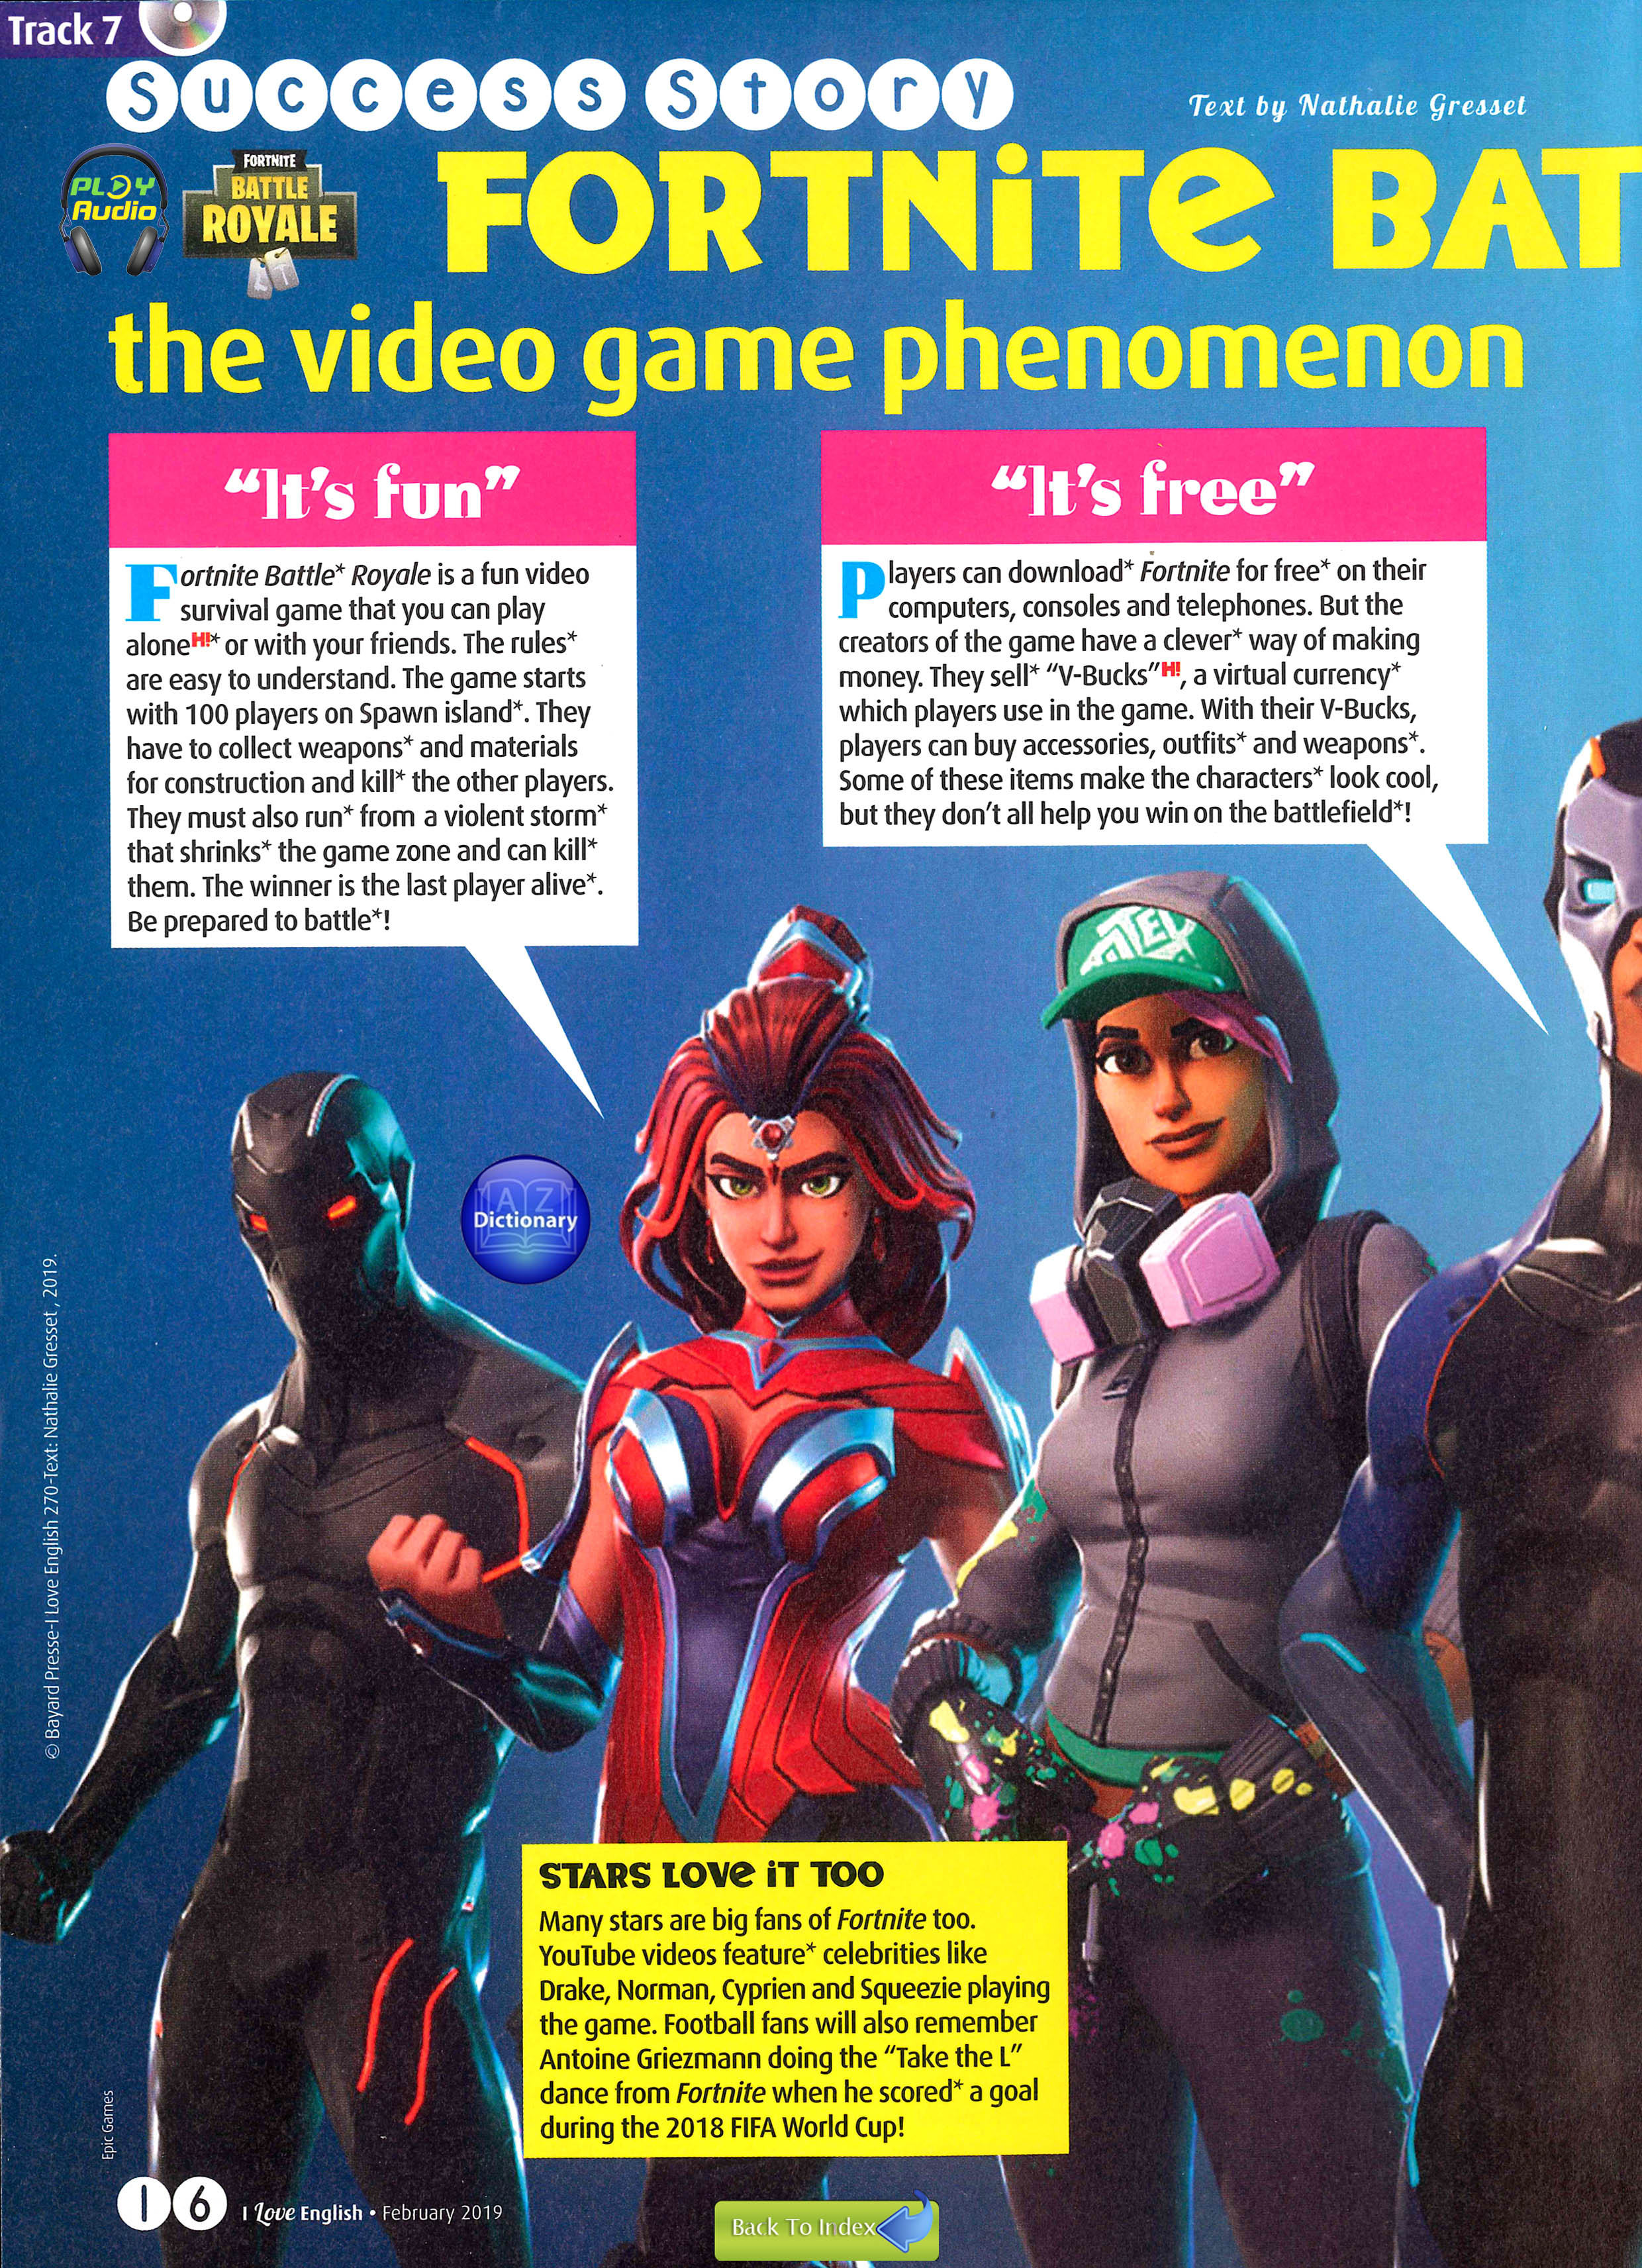 Track 7
Success Story
Text by Nathalie Gresset
PLAY
Audio
FORTNITE
BATTLE
ROYALE
FORTNiTe BAT
the video game phenomenon
“It’s fun”
Fortnite Battle* Royale is a fun video
survival game that you can play
aloneH!* or with your friends. The rules*
are easy to understand. The game starts
with 100 players on Spawn island*. They
have to collect weapons* and materials
for construction and kill* the other players.
They must also run* from a violent storm*
that shrinks* the game zone and can kill*
them. The winner is the last player alive*.
Be prepared to battle*!
“It’s free”
Players can download* Fortnite for free* on their
computers, consoles and telephones. But the
creators of the game have a clever* way of making
money. They sell* “V-Bucks”H!, a virtual currency*
which players use in the game. With their V-Bucks,
players can buy accessories, outfits* and weapons*.
Some of these items make the characters* look cool,
but they don’t all help you win on the battlefield*!
A Z
Dictionary
STARS LOVe iT TOO
Many stars are big fans of Fortnite too.
YouTube videos feature* celebrities like
Drake, Norman, Cyprien and Squeezie playing
the game. Football fans will also remember
Antoine Griezmann doing the “Take the L”
dance from Fortnite when he scored* a goal
during the 2018 FIFA World Cup!
© Bayard Presse-I Love English 270-Text: Nathalie Gresset, 2019.
Epic Games
16
I Love English • February 2019
Back To Index